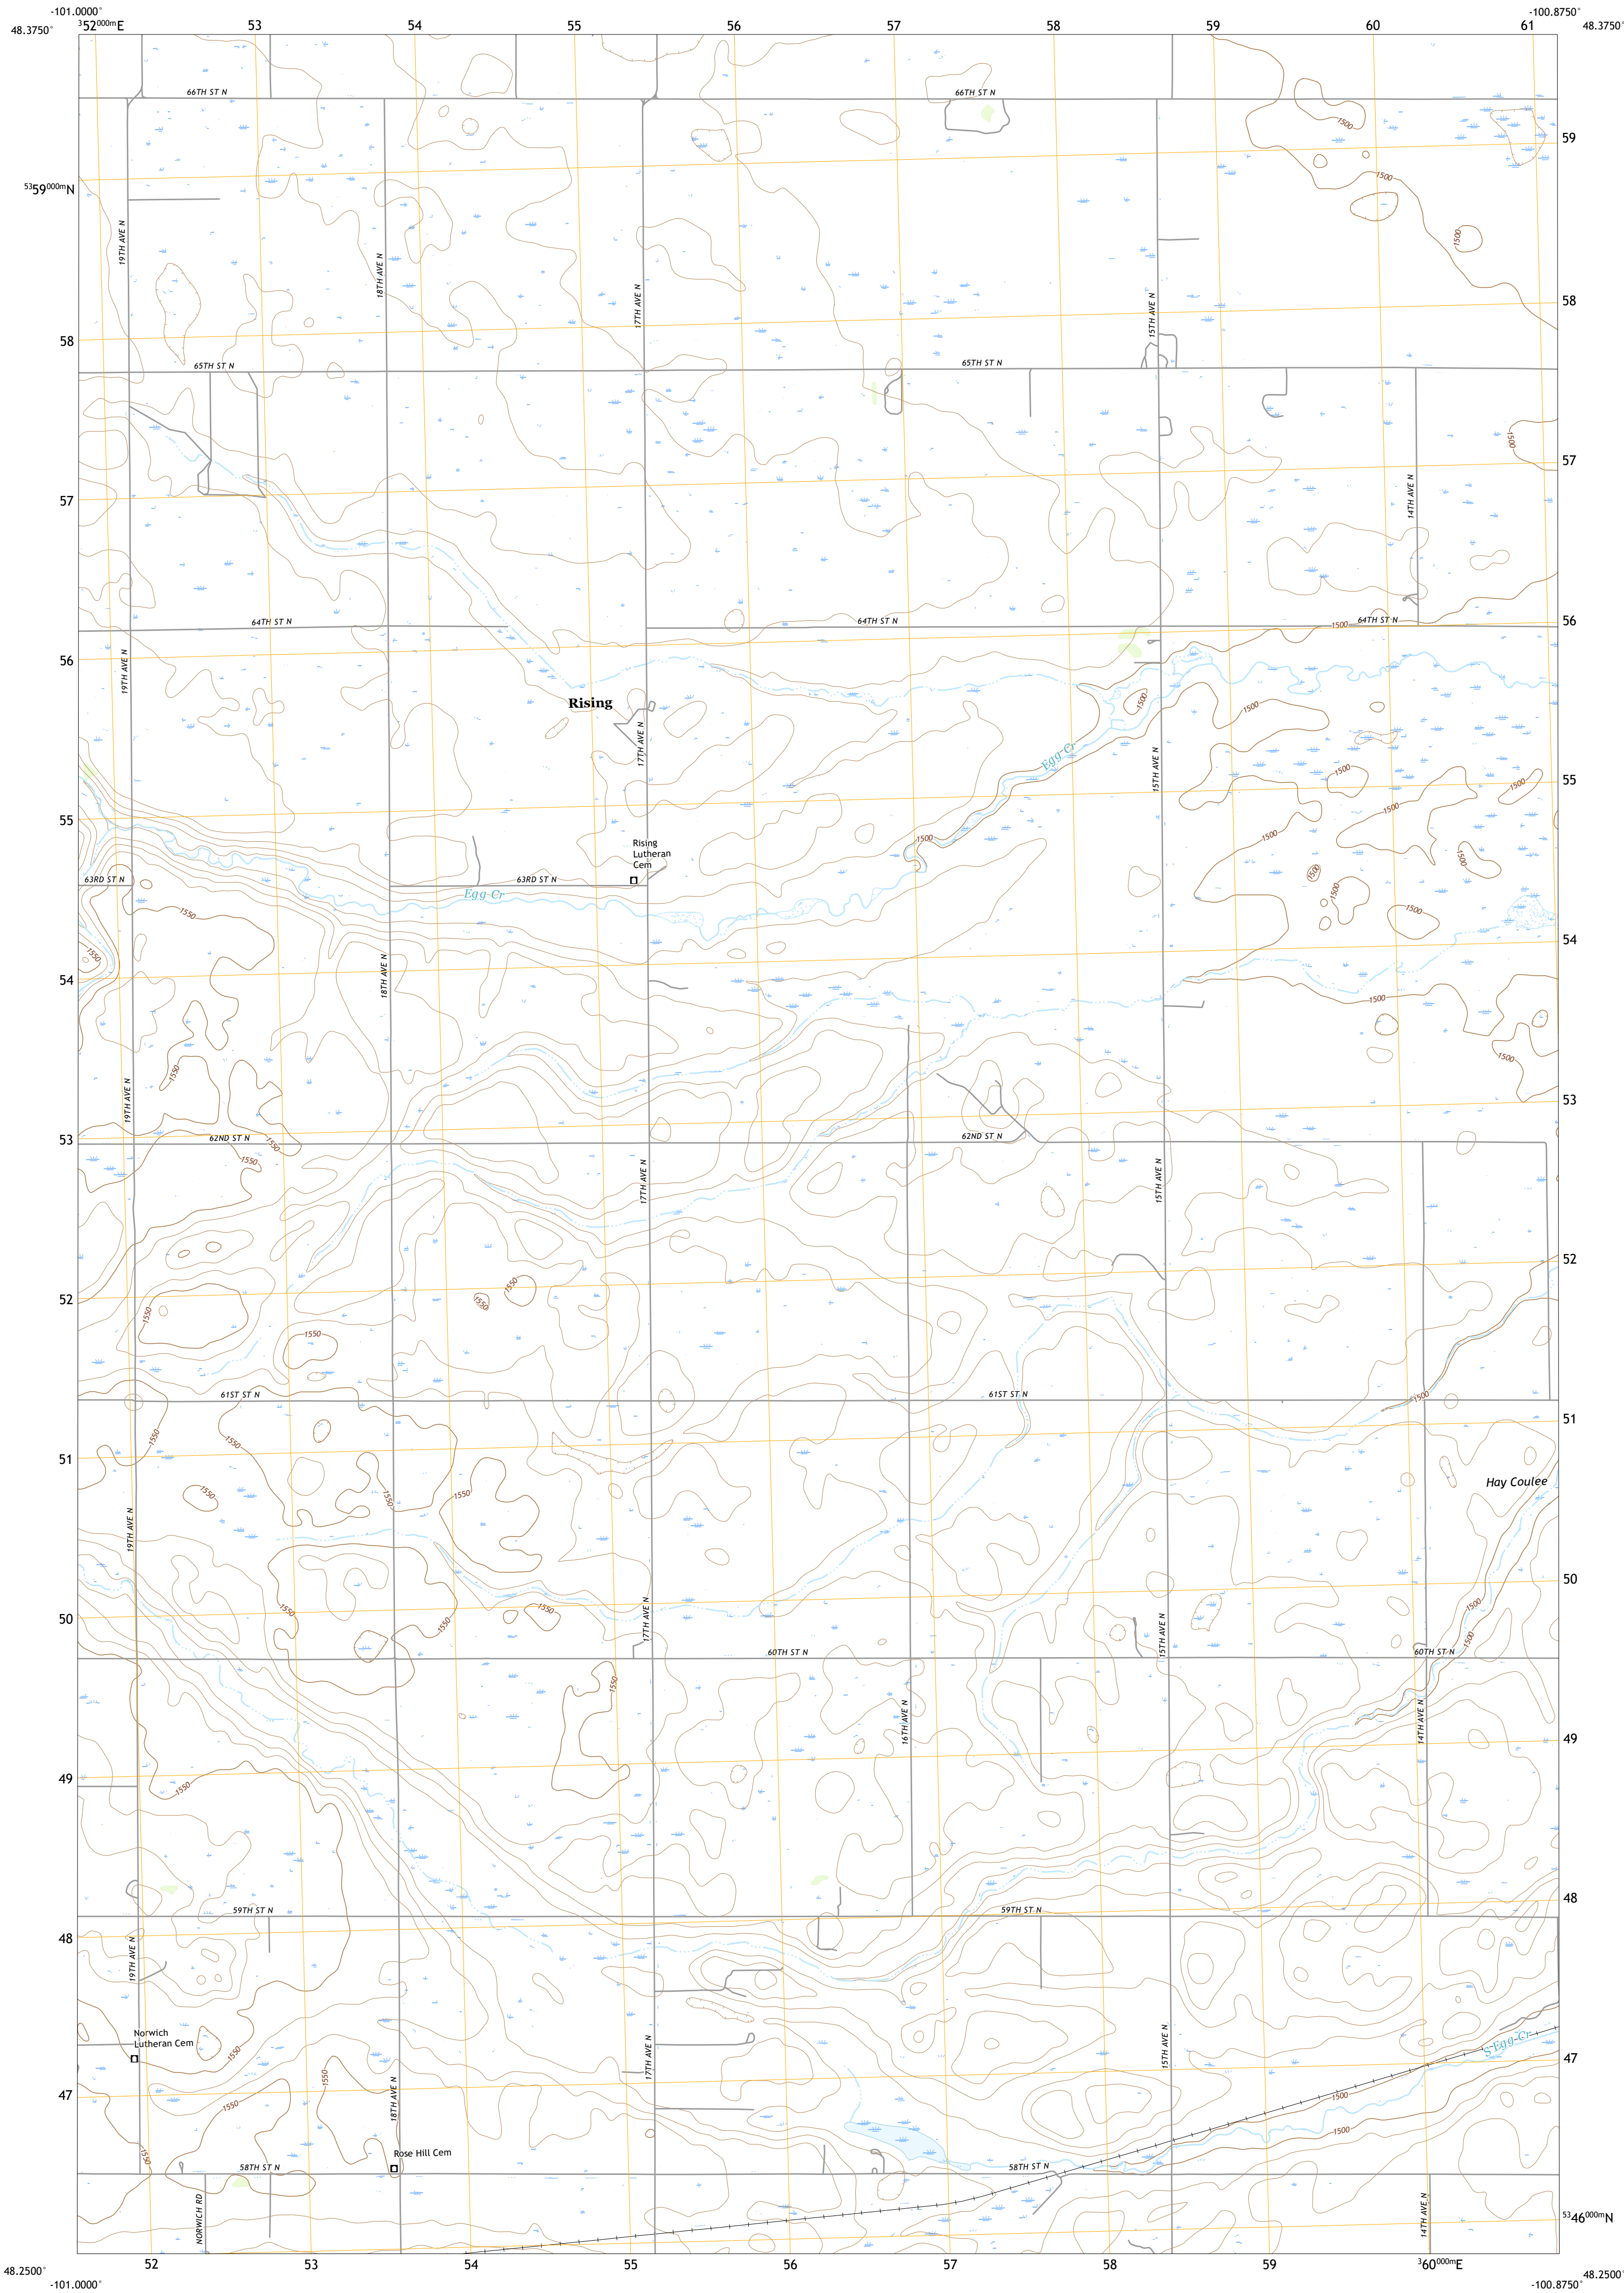 -101.0000°
-100.8750°
48.3750°
352000mE 53 54 55 56 57 58 59 60 61
48.3750°
66TH ST N
66TH ST N
1500
59
1500
5359000mN
19TH AVE N
18TH AVE N
17TH AVE N
15TH AVE N
1500
58
58
65TH ST N
65TH ST N
1500
57
57
14TH AVE N
64TH ST N
64TH ST N
1500
64TH ST N
56
56
19TH AVE N
Rising
17TH AVE N
1500
1500
Egg Cr
15TH AVE N
1500
1500
55
1500
55
1500
1500
Rising
Lutheran
Cem
1500
1500
63RD ST N
63RD ST N
Egg Cr
1500
1550
1500
1550
54
54
18TH AVE N
1500
1550
1500
19TH AVE N
53
53
62ND ST N
1550
62ND ST N
1550
17TH AVE N
15TH AVE N
52
52
1550
1550
1550
1550
61ST ST N
61ST ST N
1500
51
1550
1550
51
Hay Coulee
1550
1550
1550
19TH AVE N
50
1550
1550
1500
50
1550
17TH AVE N
15TH AVE N
1500
60TH ST N
60TH ST N
1550
16TH AVE N
14TH AVE N
49
49
1550
48
59TH ST N
59TH ST N
48
19TH AVE N
Norwich
Lutheran Cem
1550
17TH AVE N
15TH AVE N
S Egg Cr
47
47
1550
1550
18TH AVE N
1500
1500
1550
Rose Hill Cem
58TH ST N
58TH ST N
NORWICH RD
14TH AVE N
5346000mN
48.2500°
52 53 54 55 56 57 58 59 360000mE
48.2500°
-101.0000°
-100.8750°